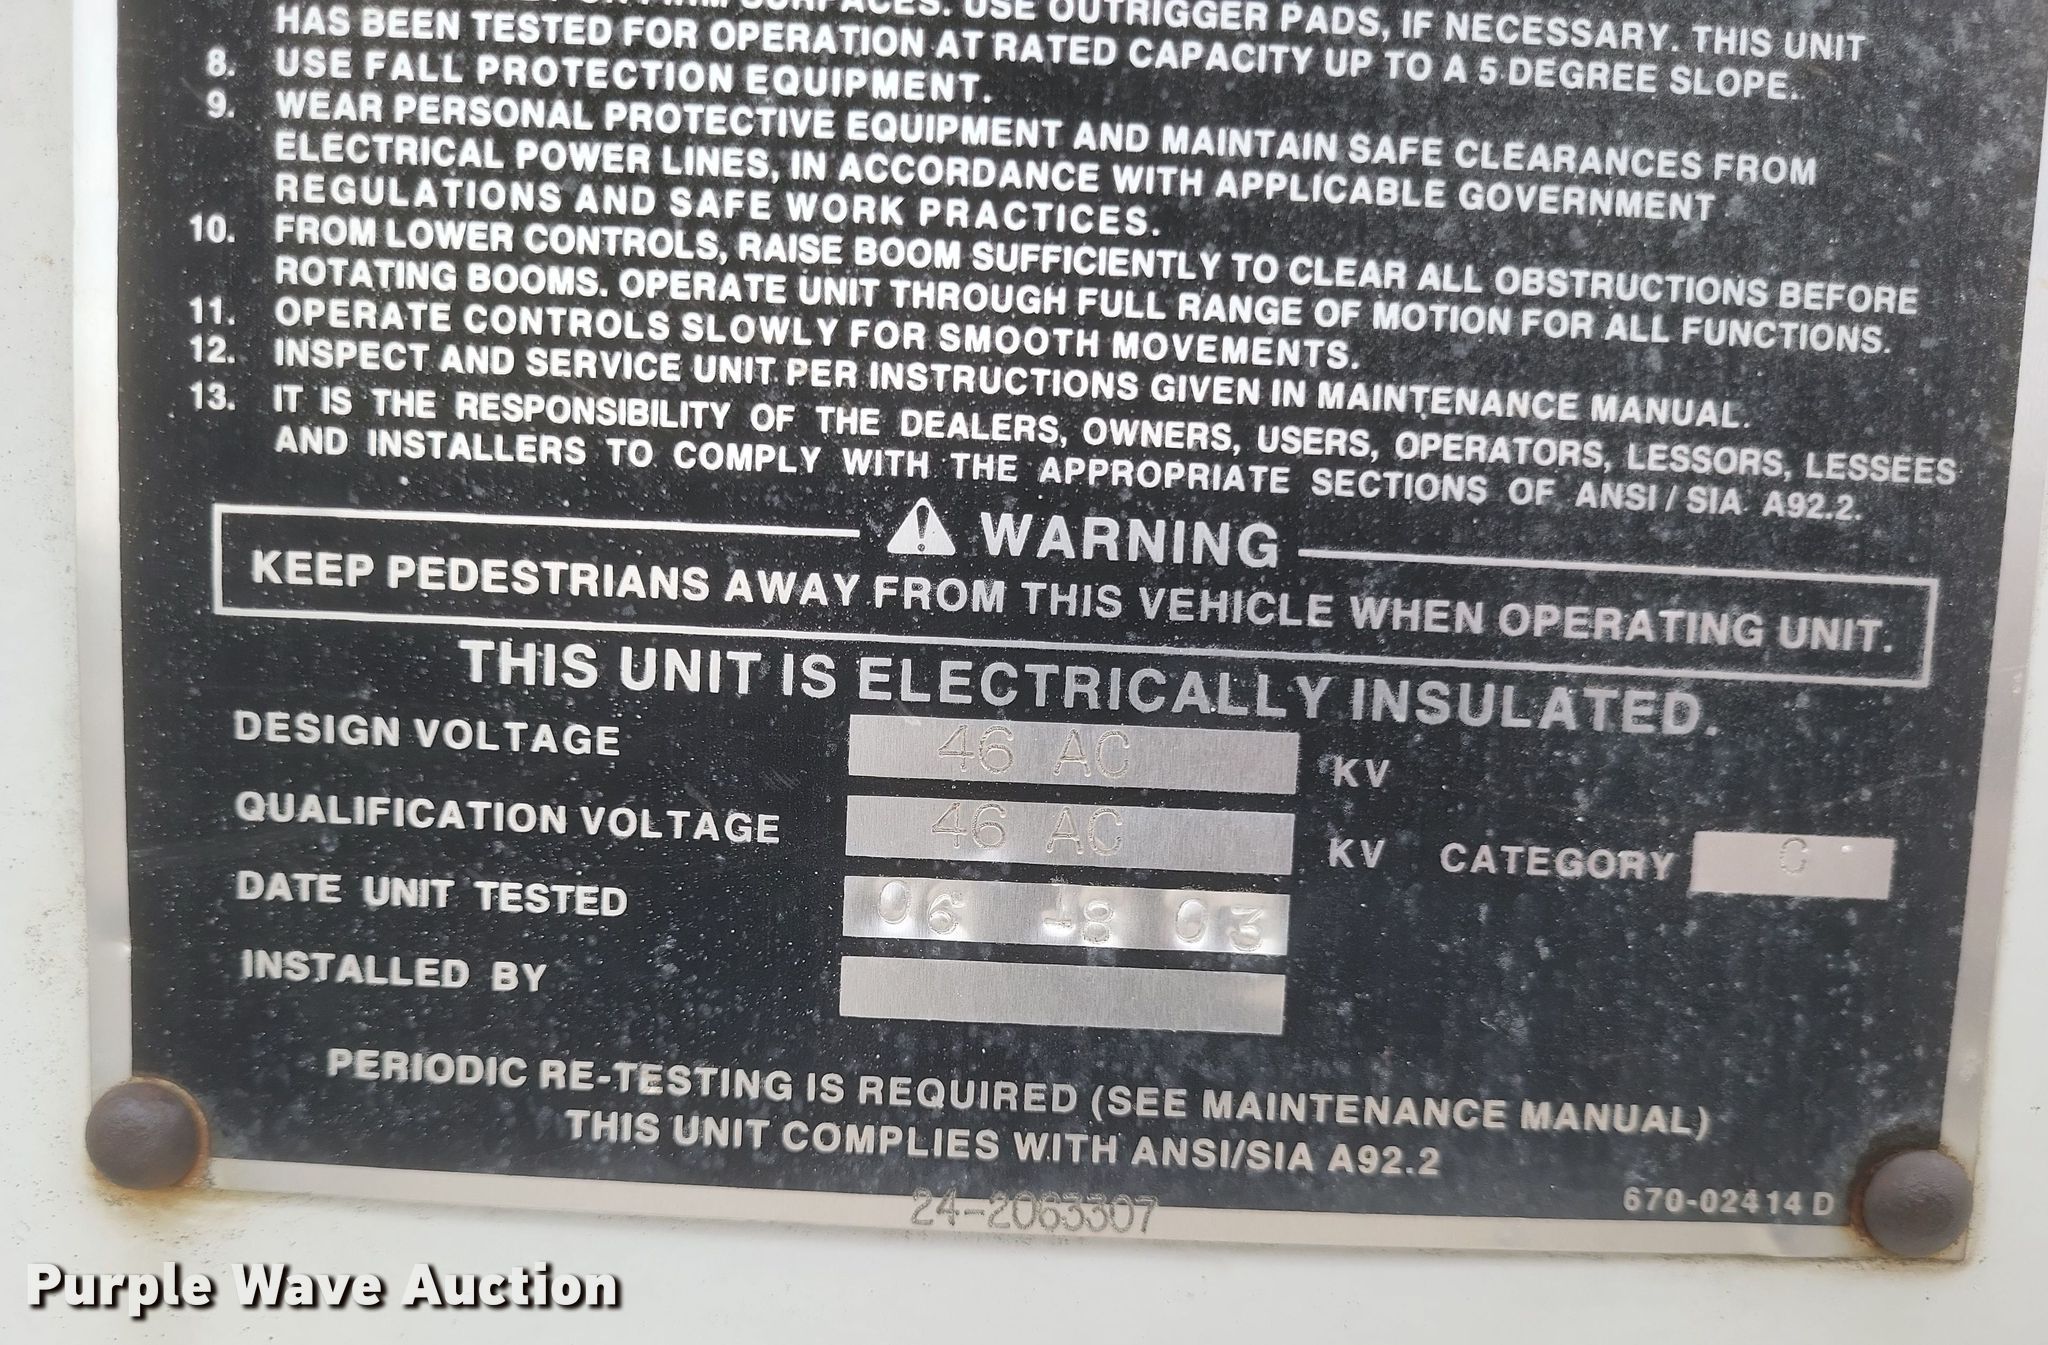 SURFACES. USE OUTRIGGER PADS, IF NECESSARY. THIS UNIT
HAS BEEN TESTED FOR OPERATION AT RATED CAPACITY UP TO A 5 DEGREE SLOPE.
8. USE FALL PROTECTION EQUIPMENT.
9. WEAR PERSONAL PROTECTIVE EQUIPMENT AND MAINTAIN SAFE CLEARANCES FROM
ELECTRICAL POWER LINES, IN ACCORDANCE WITH APPLICABLE GOVERNMENT
REGULATIONS AND SAFE WORK PRACTICES.
10. FROM LOWER CONTROLS, RAISE BOOM SUFFICIENTLY TO CLEAR ALL OBSTRUCTIONS BEFORE
ROTATING BOOMS. OPERATE UNIT THROUGH FULL RANGE OF MOTION FOR ALL FUNCTIONS.
11. OPERATE CONTROLS SLOWLY FOR SMOOTH MOVEMENTS.
12. INSPECT AND SERVICE UNIT PER INSTRUCTIONS GIVEN IN MAINTENANCE MANUAL.
13. IT IS THE RESPONSIBILITY OF THE DEALERS, OWNERS, USERS, OPERATORS, LESSORS, LESSEES
AND INSTALLERS TO COMPLY WITH THE APPROPRIATE SECTIONS OF ANSI / SIA A92.2.
WARNING
KEEP PEDESTRIANS AWAY FROM THIS VEHICLE WHEN OPERATING UNIT.
THIS UNIT IS ELECTRICALLY INSULATED.
DESIGN VOLTAGE 46 AC KV
QUALIFICATION VOLTAGE 46 AC KV CATEGORY C
DATE UNIT TESTED 06 18 03
INSTALLED BY
PERIODIC RE-TESTING IS REQUIRED (SEE MAINTENANCE MANUAL)
THIS UNIT COMPLIES WITH ANSI/SIA A92.2
24-2063307
670-02414 D
Purple Wave Auction